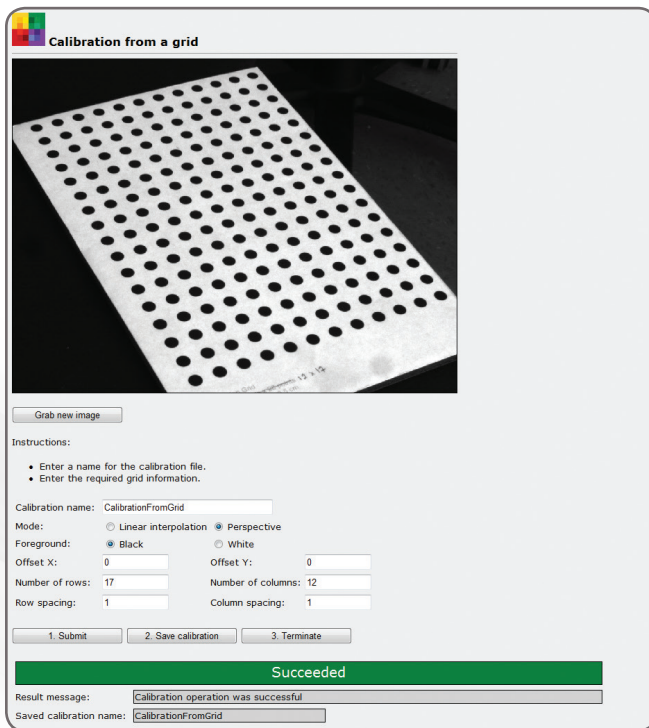 Calibration from a grid
12 x 12
Grab new image
Instructions:
• Enter a name for the calibration file.
• Enter the required grid information.
Calibration name: CalibrationFromGrid
Mode: Linear interpolation Perspective
Foreground: Black White
Offset X: 0 Offset Y: 0
Number of rows: 17 Number of columns: 12
Row spacing: 1 Column spacing: 1
1. Submit 2. Save calibration 3. Terminate
Succeeded
Result message: Calibration operation was successful
Saved calibration name: CalibrationFromGrid